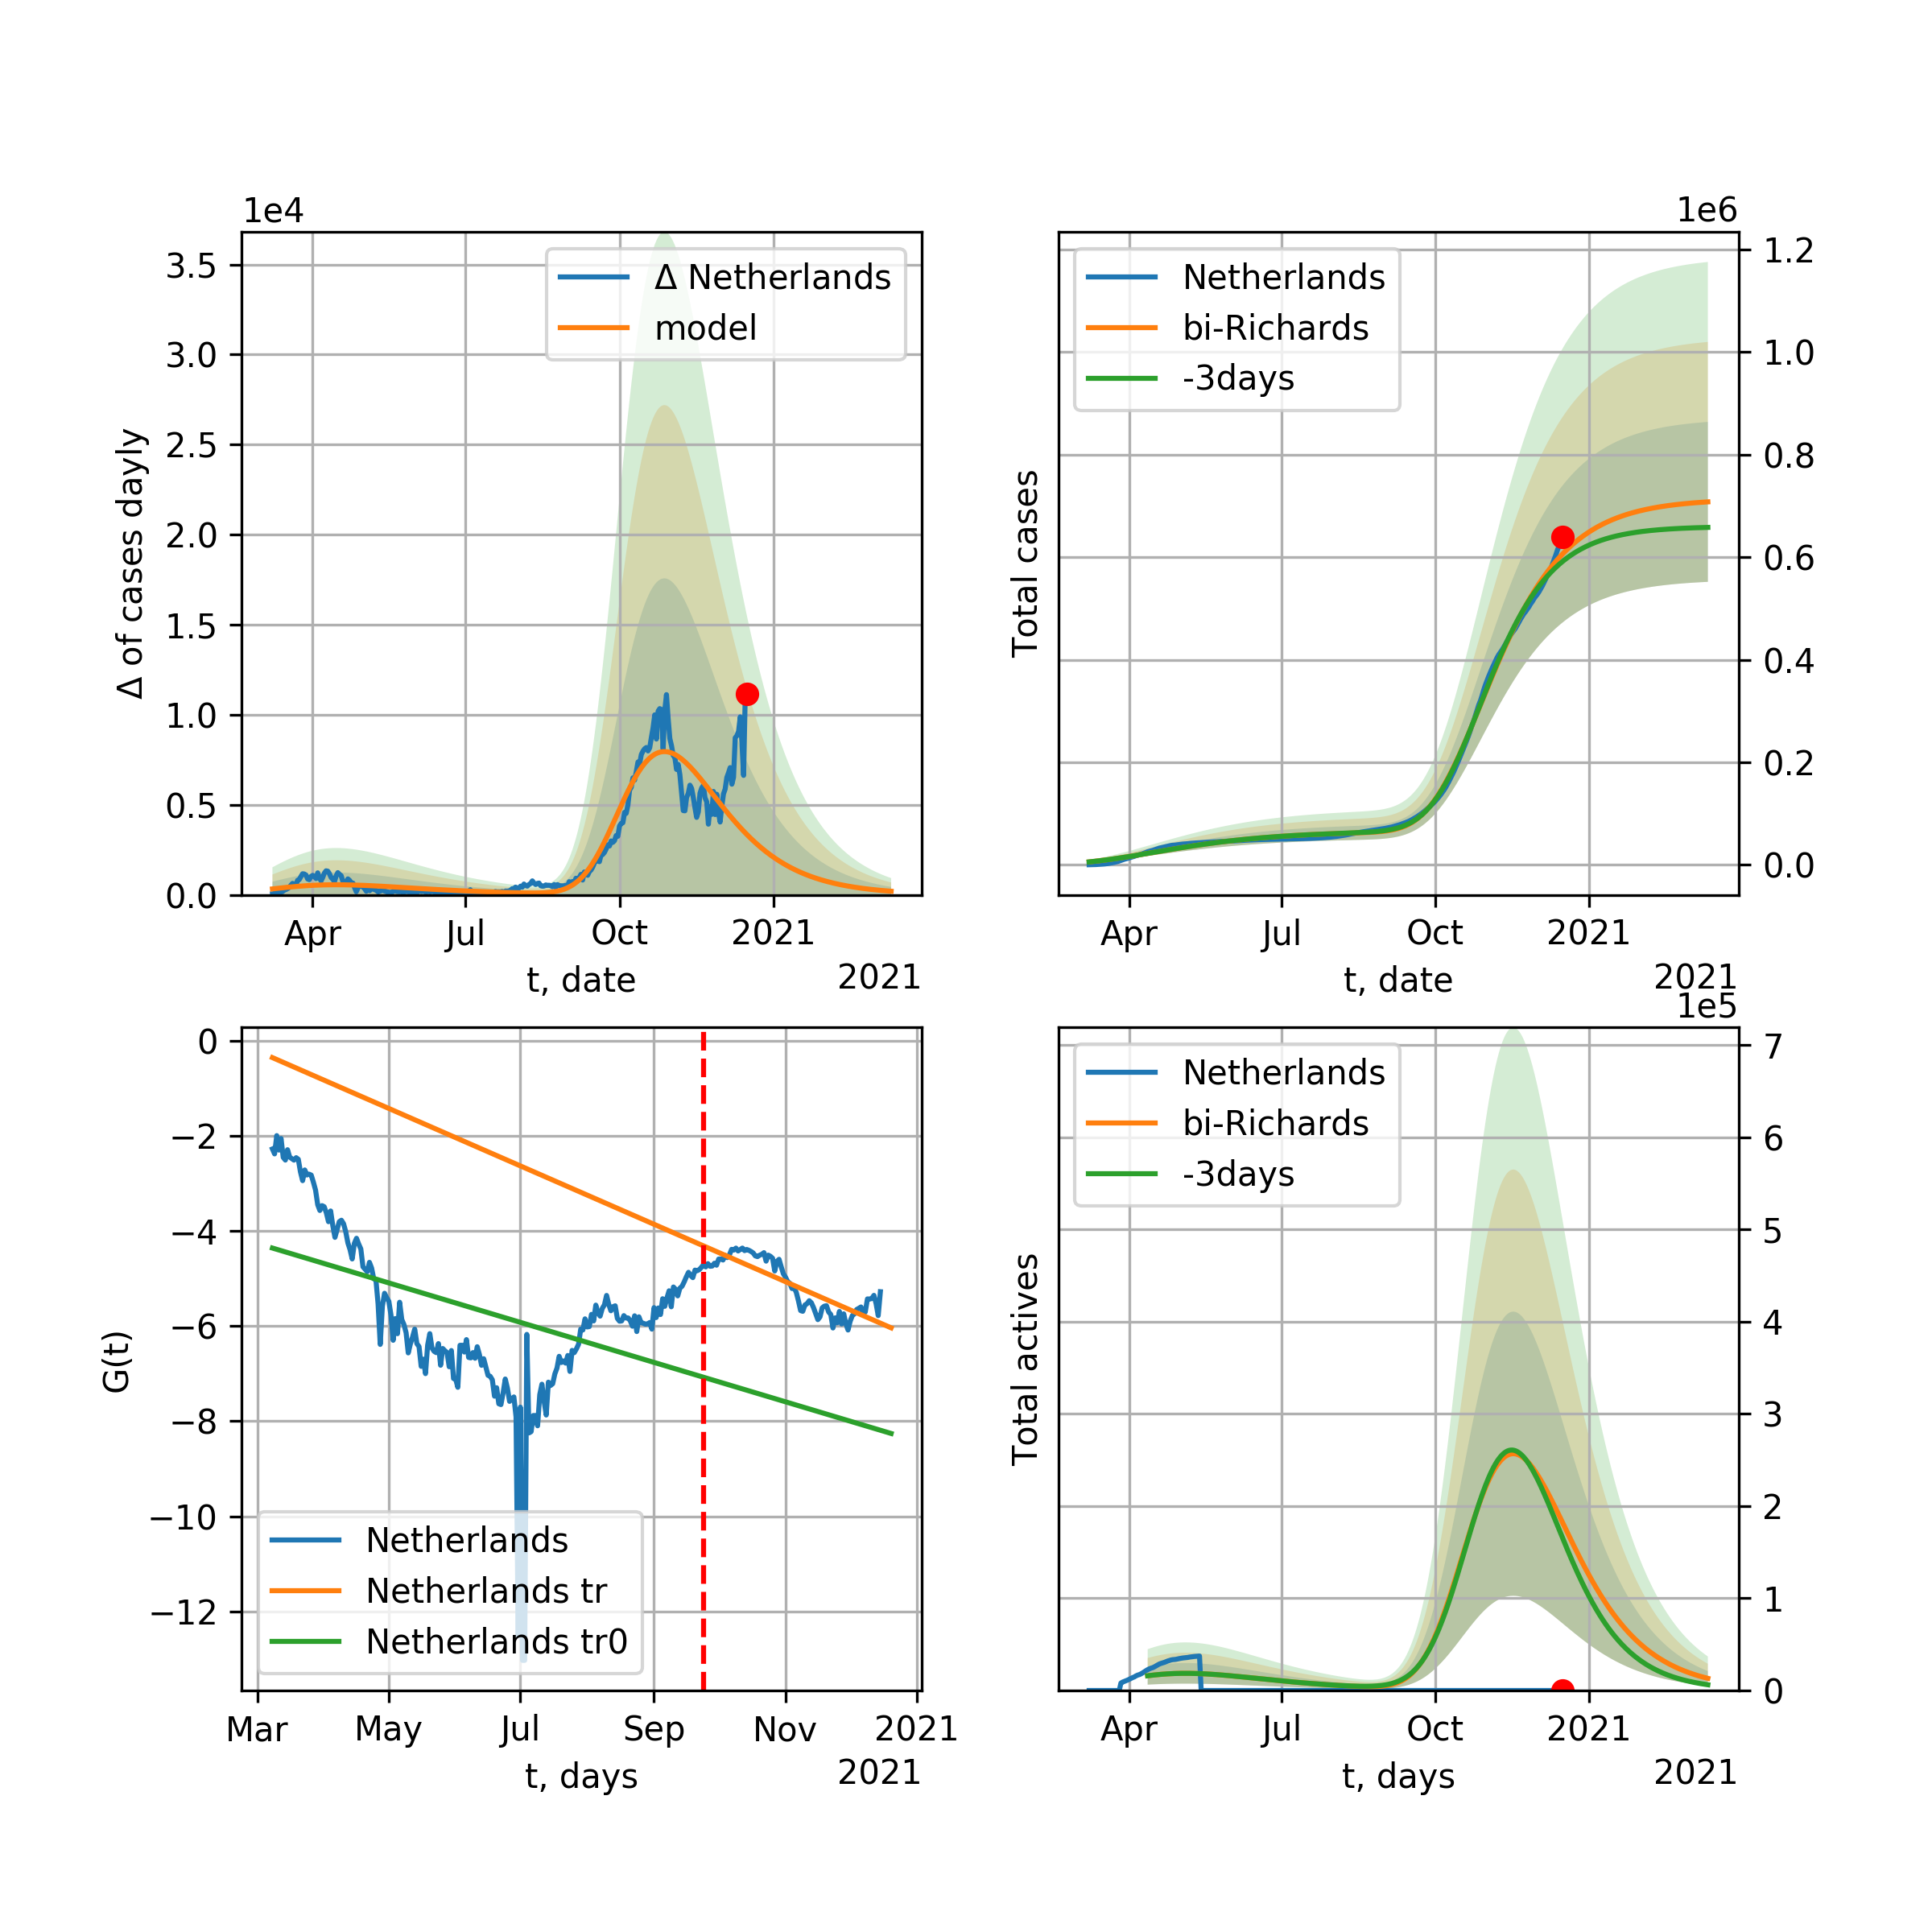 1e4
3.5
3.0
2.5
2.0
1.5
1.0
0.5
0.0
Δ of cases dayly
Δ Netherlands
model
Apr
Jul
Oct
2021
t, date
2021
1e6
1.2
1.0
0.8
0.6
0.4
0.2
0.0
Total cases
Netherlands
bi-Richards
-3days
Apr
Jul
Oct
2021
t, date
2021
0
−2
−4
−6
−8
−10
−12
G(t)
Netherlands
Netherlands tr
Netherlands tr0
Mar
May
Jul
Sep
Nov
2021
t, days
2021
1e5
7
6
5
4
3
2
1
0
Total actives
Netherlands
bi-Richards
-3days
Apr
Jul
Oct
2021
t, days
2021